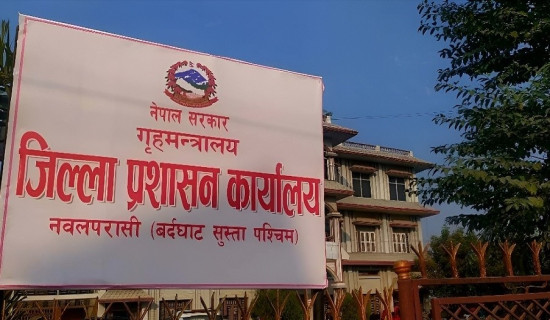 नेपाल सरकार
गृहमन्त्रालय
जिल्ला प्रशासन कार्यालय
नवलपरासी (बर्दघाट सुस्ता पश्चिम)